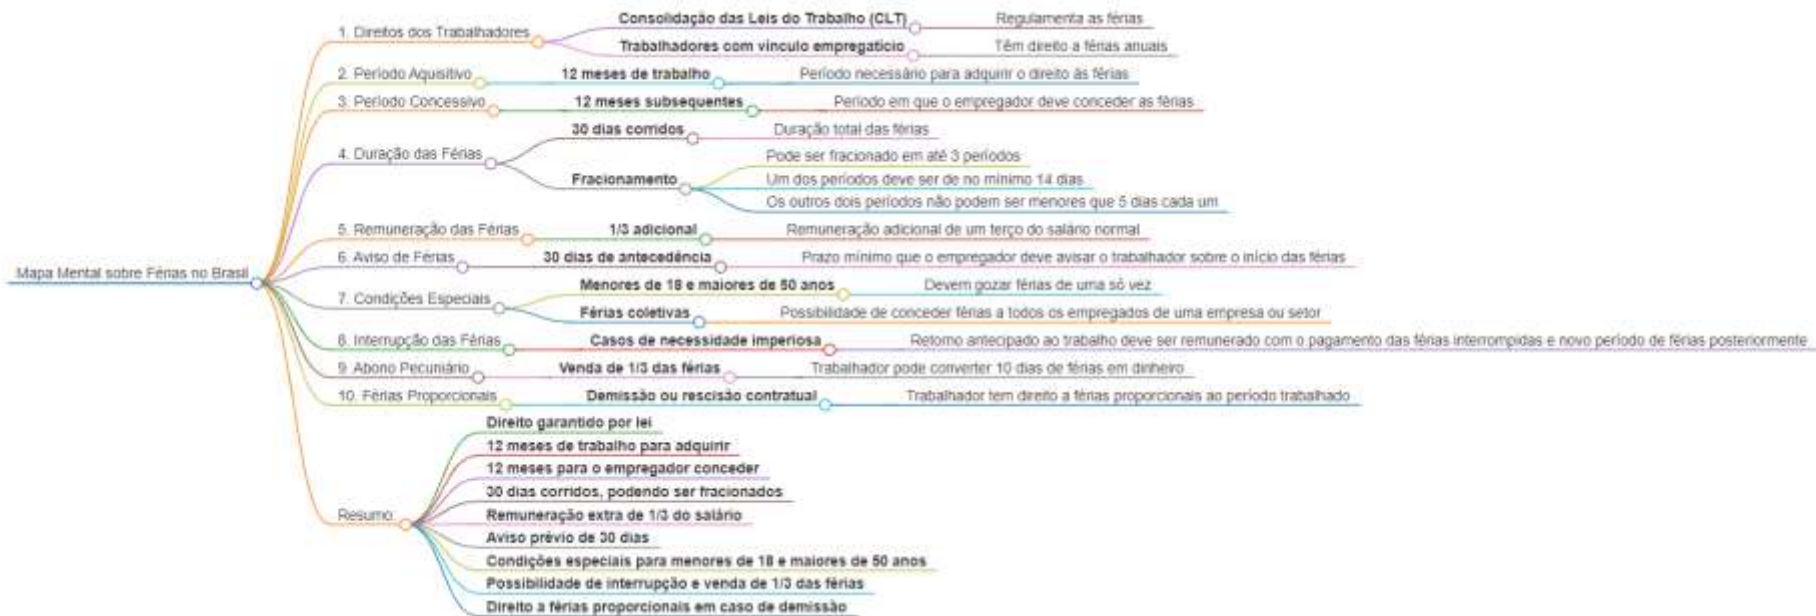 Mapa Mental sobre Férias no Brasil
1. Direitos dos Trabalhadores
Consolidação das Leis do Trabalho (CLT)
Regulamenta as férias
Trabalhadores com vínculo empregatício
Têm direito a férias anuais
2. Período Aquisitivo
12 meses de trabalho
Período necessário para adquirir o direito às férias
3. Período Concessivo
12 meses subsequentes
Período em que o empregador deve conceder as férias
4. Duração das Férias
30 dias corridos
Duração total das férias
Fracionamento
Pode ser fracionado em até 3 períodos
Um dos períodos deve ser de no mínimo 14 dias
Os outros dois períodos não podem ser menores que 5 dias cada um
5. Remuneração das Férias
1/3 adicional
Remuneração adicional de um terço do salário normal
6. Aviso de Férias
30 dias de antecedência
Prazo mínimo que o empregador deve avisar o trabalhador sobre o início das férias
7. Condições Especiais
Menores de 18 e maiores de 50 anos
Devem gozar férias de uma só vez
Férias coletivas
Possibilidade de conceder férias a todos os empregados de uma empresa ou setor
8. Interrupção das Férias
Casos de necessidade imperiosa
Retorno antecipado ao trabalho deve ser remunerado com o pagamento das férias interrompidas e novo período de férias posteriormente
9. Abono Pecuniário
Venda de 1/3 das férias
Trabalhador pode converter 10 dias de férias em dinheiro
10. Férias Proporcionais
Demissão ou rescisão contratual
Trabalhador tem direito a férias proporcionais ao período trabalhado
Resumo:
Direito garantido por lei
12 meses de trabalho para adquirir
12 meses para o empregador conceder
30 dias corridos, podendo ser fracionados
Remuneração extra de 1/3 do salário
Aviso prévio de 30 dias
Condições especiais para menores de 18 e maiores de 50 anos
Possibilidade de interrupção e venda de 1/3 das férias
Direito a férias proporcionais em caso de demissão